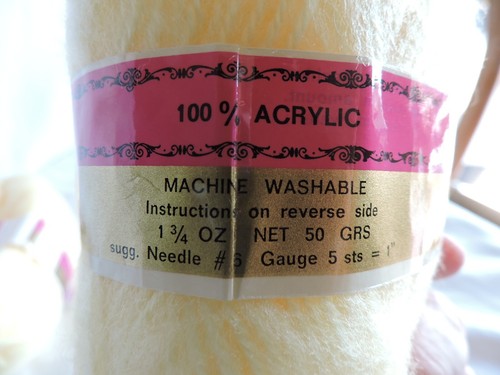 100 % ACRYLIC
MACHINE WASHABLE
Instructions on reverse side
1 3/4 OZ NET 50 GRS
sugg. Needle #6 Gauge 5 sts = 1"